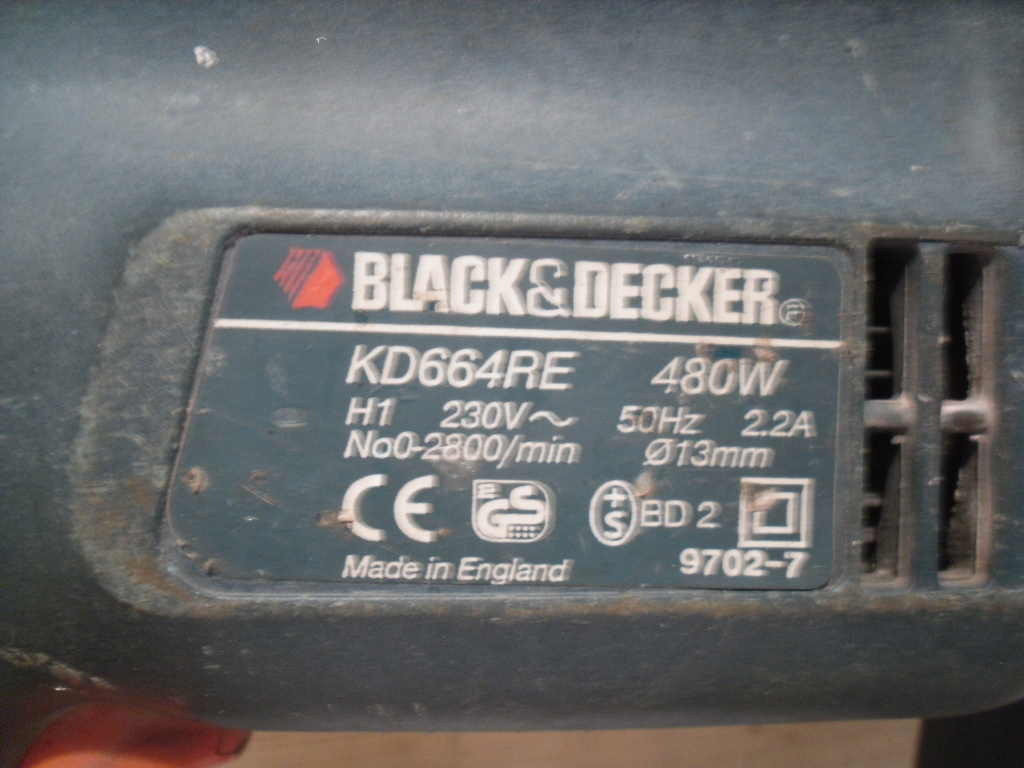 BLACK&DECKER®
KD664RE 480W
H1 230V~ 50Hz 2.2A
No0-2800/min Ø13mm
CE GS +S BD 2
Made in England 9702-7